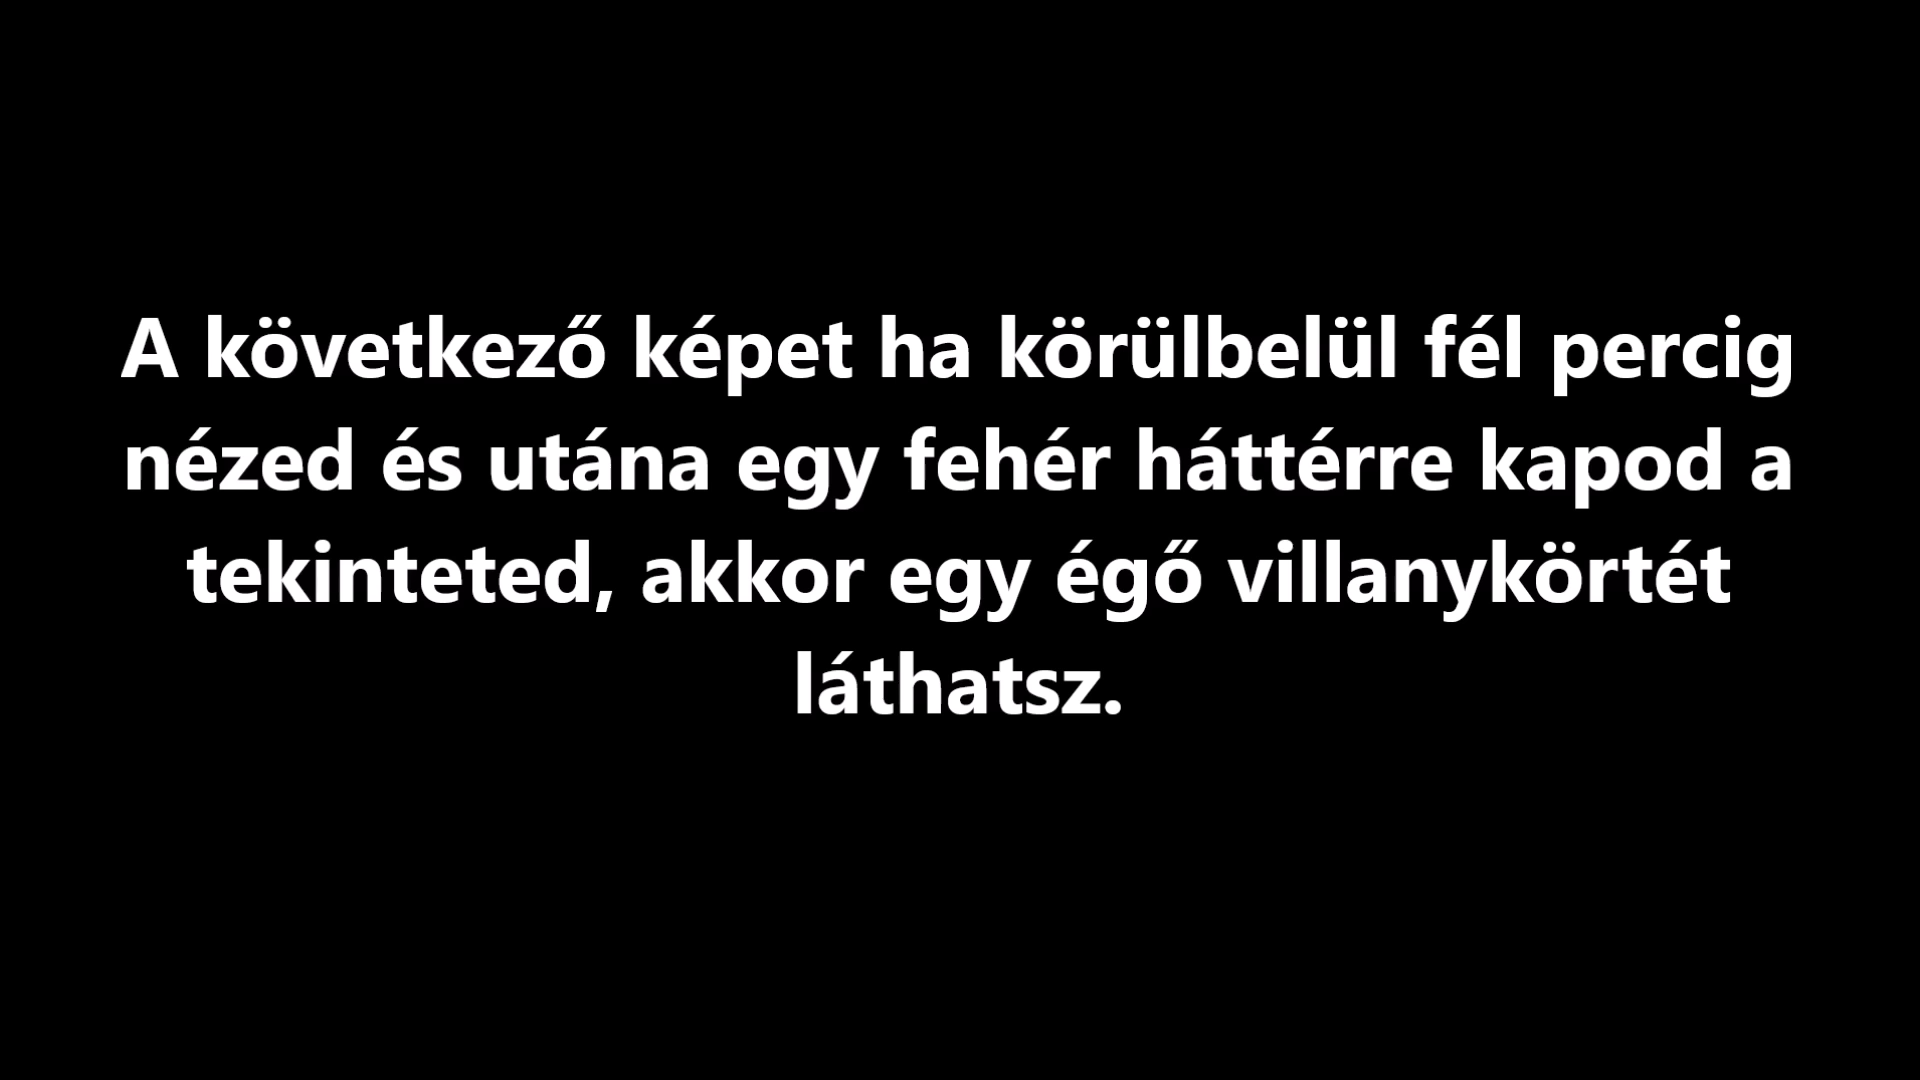 A következő képet ha körülbelül fél percig
nézed és utána egy fehér háttérre kapod a
tekinteted, akkor egy égő villanykörtét
láthatsz.